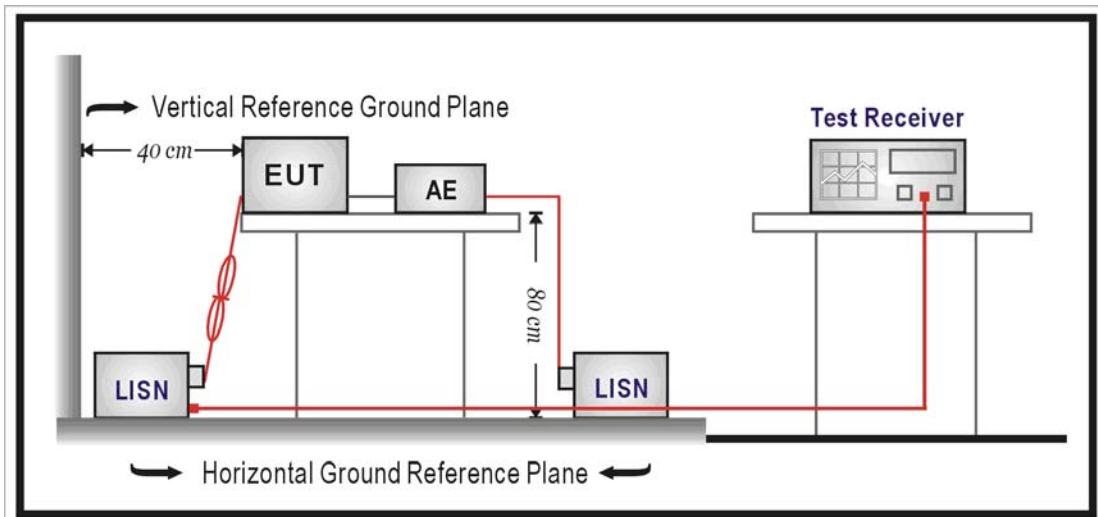 Vertical Reference Ground Plane
Test Receiver
40 cm
EUT
AE
80 cm
LISN
LISN
Horizontal Ground Reference Plane